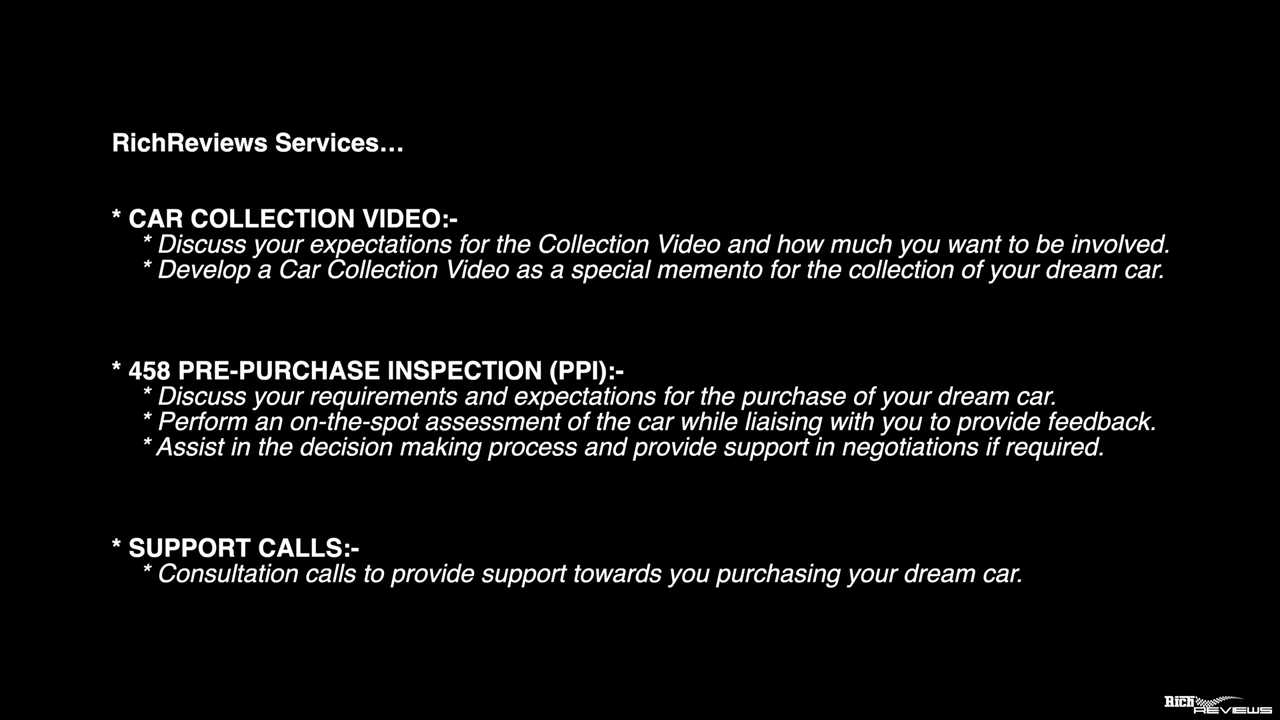 RichReviews Services...
* CAR COLLECTION VIDEO:-
* Discuss your expectations for the Collection Video and how much you want to be involved.
* Develop a Car Collection Video as a special memento for the collection of your dream car.
* 458 PRE-PURCHASE INSPECTION (PPI):-
* Discuss your requirements and expectations for the purchase of your dream car.
* Perform an on-the-spot assessment of the car while liaising with you to provide feedback.
* Assist in the decision making process and provide support in negotiations if required.
* SUPPORT CALLS:-
* Consultation calls to provide support towards you purchasing your dream car.
Rich
REVIEWS